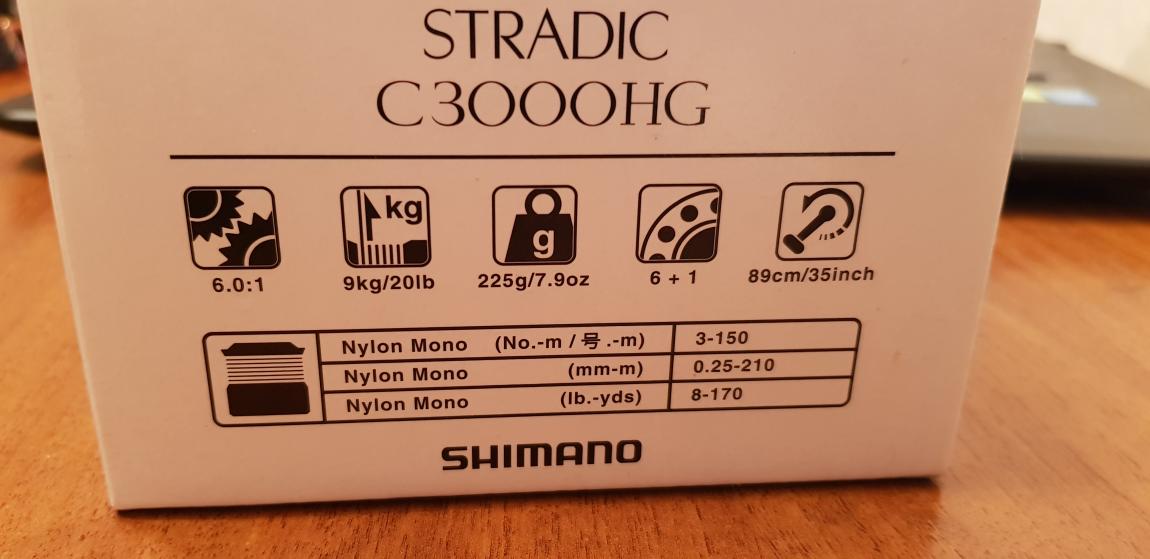 STRADIC
C3000HG
kg g
6.0:1 9kg/20lb 225g/7.9oz 6 + 1 89cm/35inch
Nylon Mono (No.-m / 号 .-m) 3-150
Nylon Mono (mm-m) 0.25-210
Nylon Mono (lb.-yds) 8-170
SHIMANO